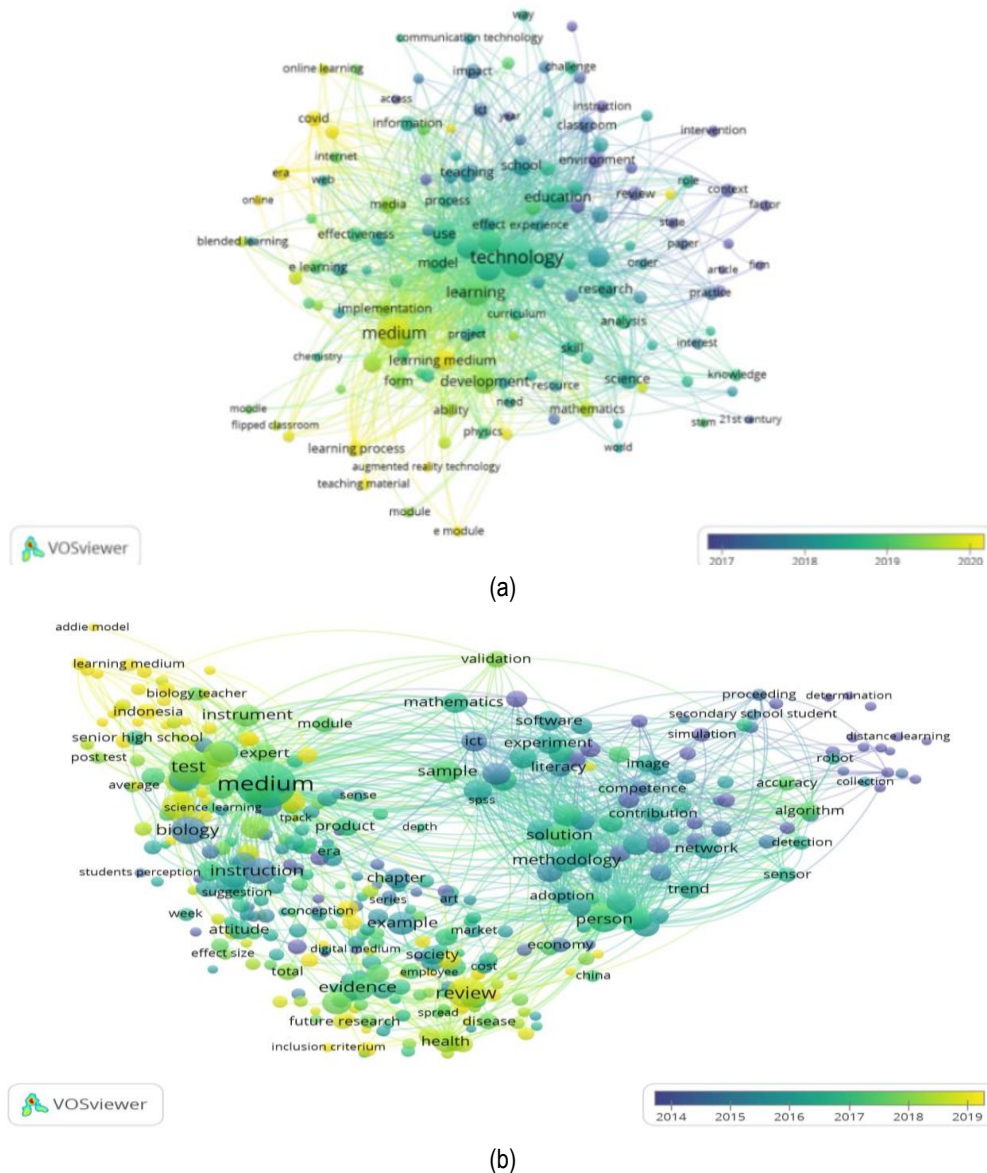 way
communication technology
online learning
impact
challenge
access
instruction
covid
ict
year
information
classroom
intervention
internet
school
environment
era
web
teaching
role
online
media
process
education
review
context
factor
effect
experience
state
blended learning
effectiveness
use
paper
e learning
model
technology
order
article
firm
learning
research
practice
implementation
curriculum
analysis
medium
project
interest
chemistry
learning medium
skill
form
development
resource
science
knowledge
moodle
ability
need
mathematics
flipped classroom
physics
stem
21st century
learning process
world
augmented reality technology
teaching material
module
e module
VOSviewer
2017 2018 2019 2020
(a)
addie model
learning medium
validation
biology teacher
mathematics
proceeding
determination
indonesia
instrument
module
software
secondary school student
senior high school
expert
ict
experiment
simulation
distance learning
post test
test
sample
literacy
image
robot
average
medium
competence
accuracy
collection
science learning
sense
spss
contribution
algorithm
biology
tpack
product
depth
solution
era
methodology
network
detection
students perception
instruction
chapter
trend
sensor
suggestion
series
art
adoption
week
conception
example
person
attitude
market
effect size
digital medium
society
economy
total
employee
cost
china
evidence
review
future research
spread
disease
inclusion criterium
health
VOSviewer
2014 2015 2016 2017 2018 2019
(b)